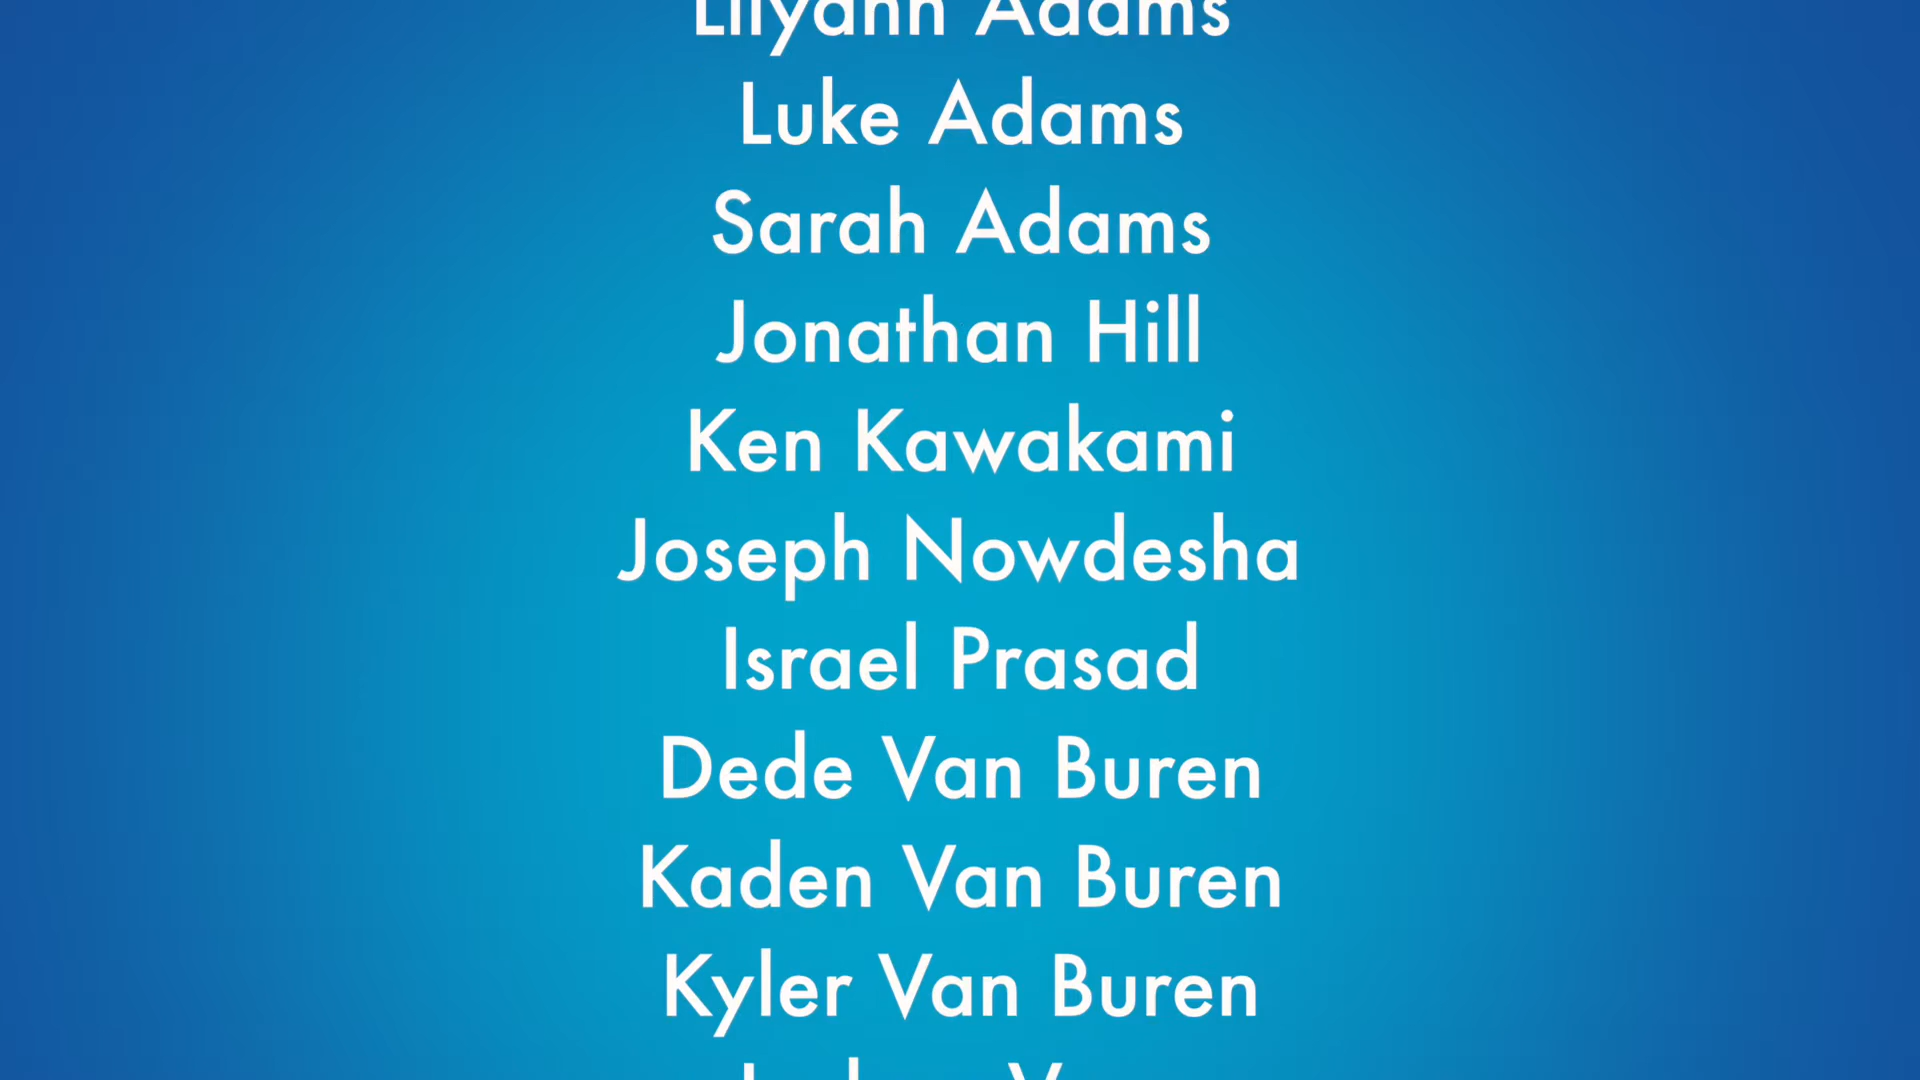 Lilyann Adams
Luke Adams
Sarah Adams
Jonathan Hill
Ken Kawakami
Joseph Nowdesha
Israel Prasad
Dede Van Buren
Kaden Van Buren
Kyler Van Buren